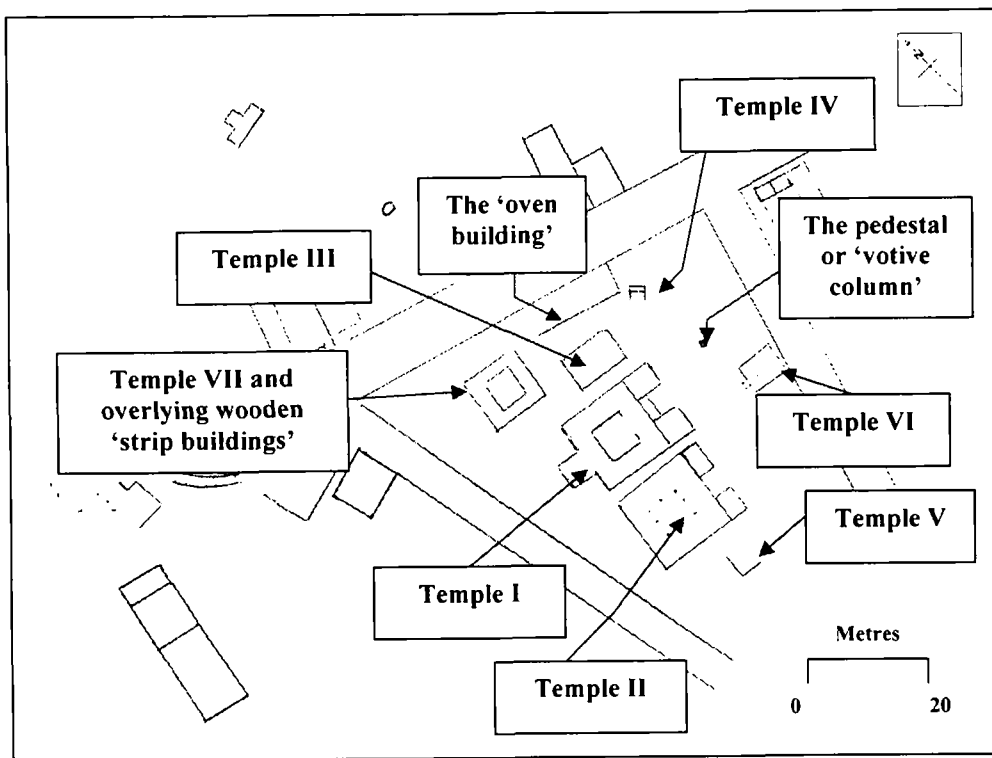 Temple IV
The 'oven
building'
The pedestal
or 'votive
column'
Temple III
Temple VII and
overlying wooden
'strip buildings'
Temple VI
Temple V
Temple I
Temple II
Metres
0 20